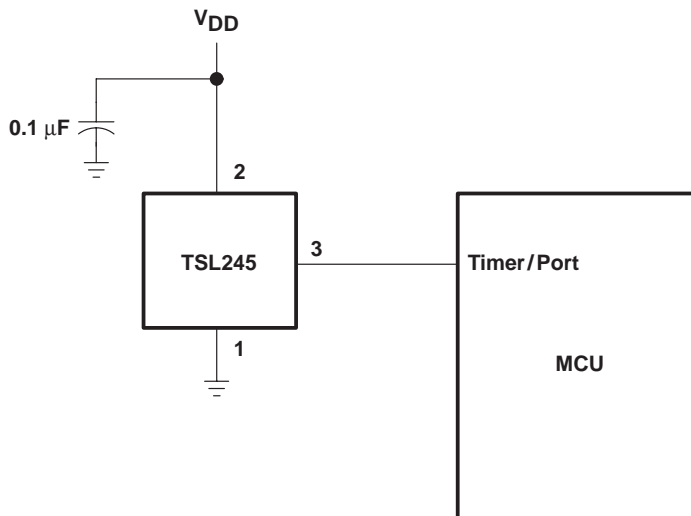 VDD
0.1 μF
2
TSL245
3
Timer/Port
1
MCU